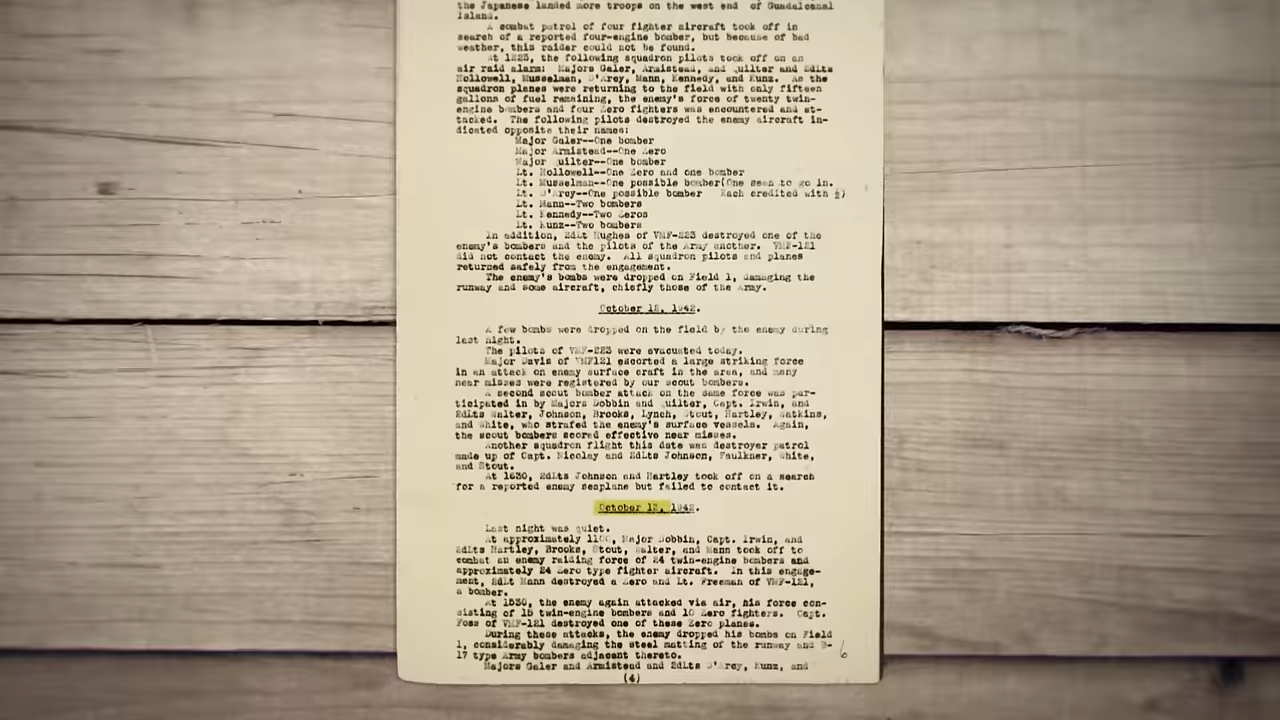 the Japanese landed more troops on the west end of Guadalcanal
Island.
A combat patrol of four fighter aircraft took off in
search of a reported four-engine bomber, but because of bad
weather, this raider could not be found.
At 1225, the following squadron pilots took off on an
air raid alarm: Majors Galer, Armistead, and Quilter and 2dLts
Hollowell, Musselman, D'Arcy, Mann, Kennedy, and Kunz. As the
squadron planes were returning to the field with only fifteen
gallons of fuel remaining, the enemy's force of twenty twin-
engine bombers and four Zero fighters was encountered and at-
tacked. The following pilots destroyed the enemy aircraft in-
dicated opposite their names:
Major Galer--One bomber
Major Armistead--One Zero
Major Quilter--One bomber
Lt. Hollowell--One Zero and one bomber
Lt. Musselman--One possible bomber(One seen to go in.
Lt. D'Arcy--One possible bomber Each credited with ½)
Lt. Mann--Two bombers
Lt. Kennedy--Two Zeros
Lt. Kunz--Two bombers
In addition, 2dLt Hughes of VMF-223 destroyed one of the
enemy's bombers and the pilots of the Army another. VMF-121
did not contact the enemy. All squadron pilots and planes
returned safely from the engagement.
The enemy's bombs were dropped on Field 1, damaging the
runway and some aircraft, chiefly those of the Army.
October 12, 1942.
A few bombs were dropped on the field by the enemy during
last night.
The pilots of VMF-223 were evacuated today.
Major Davis of VMF121 escorted a large striking force
in an attack on enemy surface craft in the area, and many
near misses were registered by our scout bombers.
A second scout bomber attack on the same force was par-
ticipated in by Majors Dobbin and Quilter, Capt. Irwin, and
2dLts Walter, Johnson, Brooks, Lynch, Stout, Hartley, Watkins,
and White, who strafed the enemy's surface vessels. Again,
the scout bombers scored effective near misses.
Another squadron flight this date was destroyer patrol
made up of Capt. Nicolay and 2dLts Johnson, Faulkner, White,
and Stout.
At 1630, 2dLts Johnson and Hartley took off on a search
for a reported enemy seaplane but failed to contact it.
October 13, 1942.
Last night was quiet.
At approximately 1100, Major Dobbin, Capt. Irwin, and
2dLts Hartley, Brooks, Stout, Walter, and Mann took off to
combat an enemy raiding force of 24 twin-engine bombers and
approximately 24 Zero type fighter aircraft. In this engage-
ment, 2dLt Mann destroyed a Zero and Lt. Freeman of VMF-121,
a bomber.
At 1530, the enemy again attacked via air, his force con-
sisting of 15 twin-engine bombers and 10 Zero fighters. Capt.
Foss of VMF-121 destroyed one of these Zero planes.
During these attacks, the enemy dropped his bombs on Field
1, considerably damaging the steel matting of the runway and B-
17 type Army bombers adjacent thereto.
Majors Galer and Armistead and 2dLts D'Arcy, Kunz, and
(4)
6